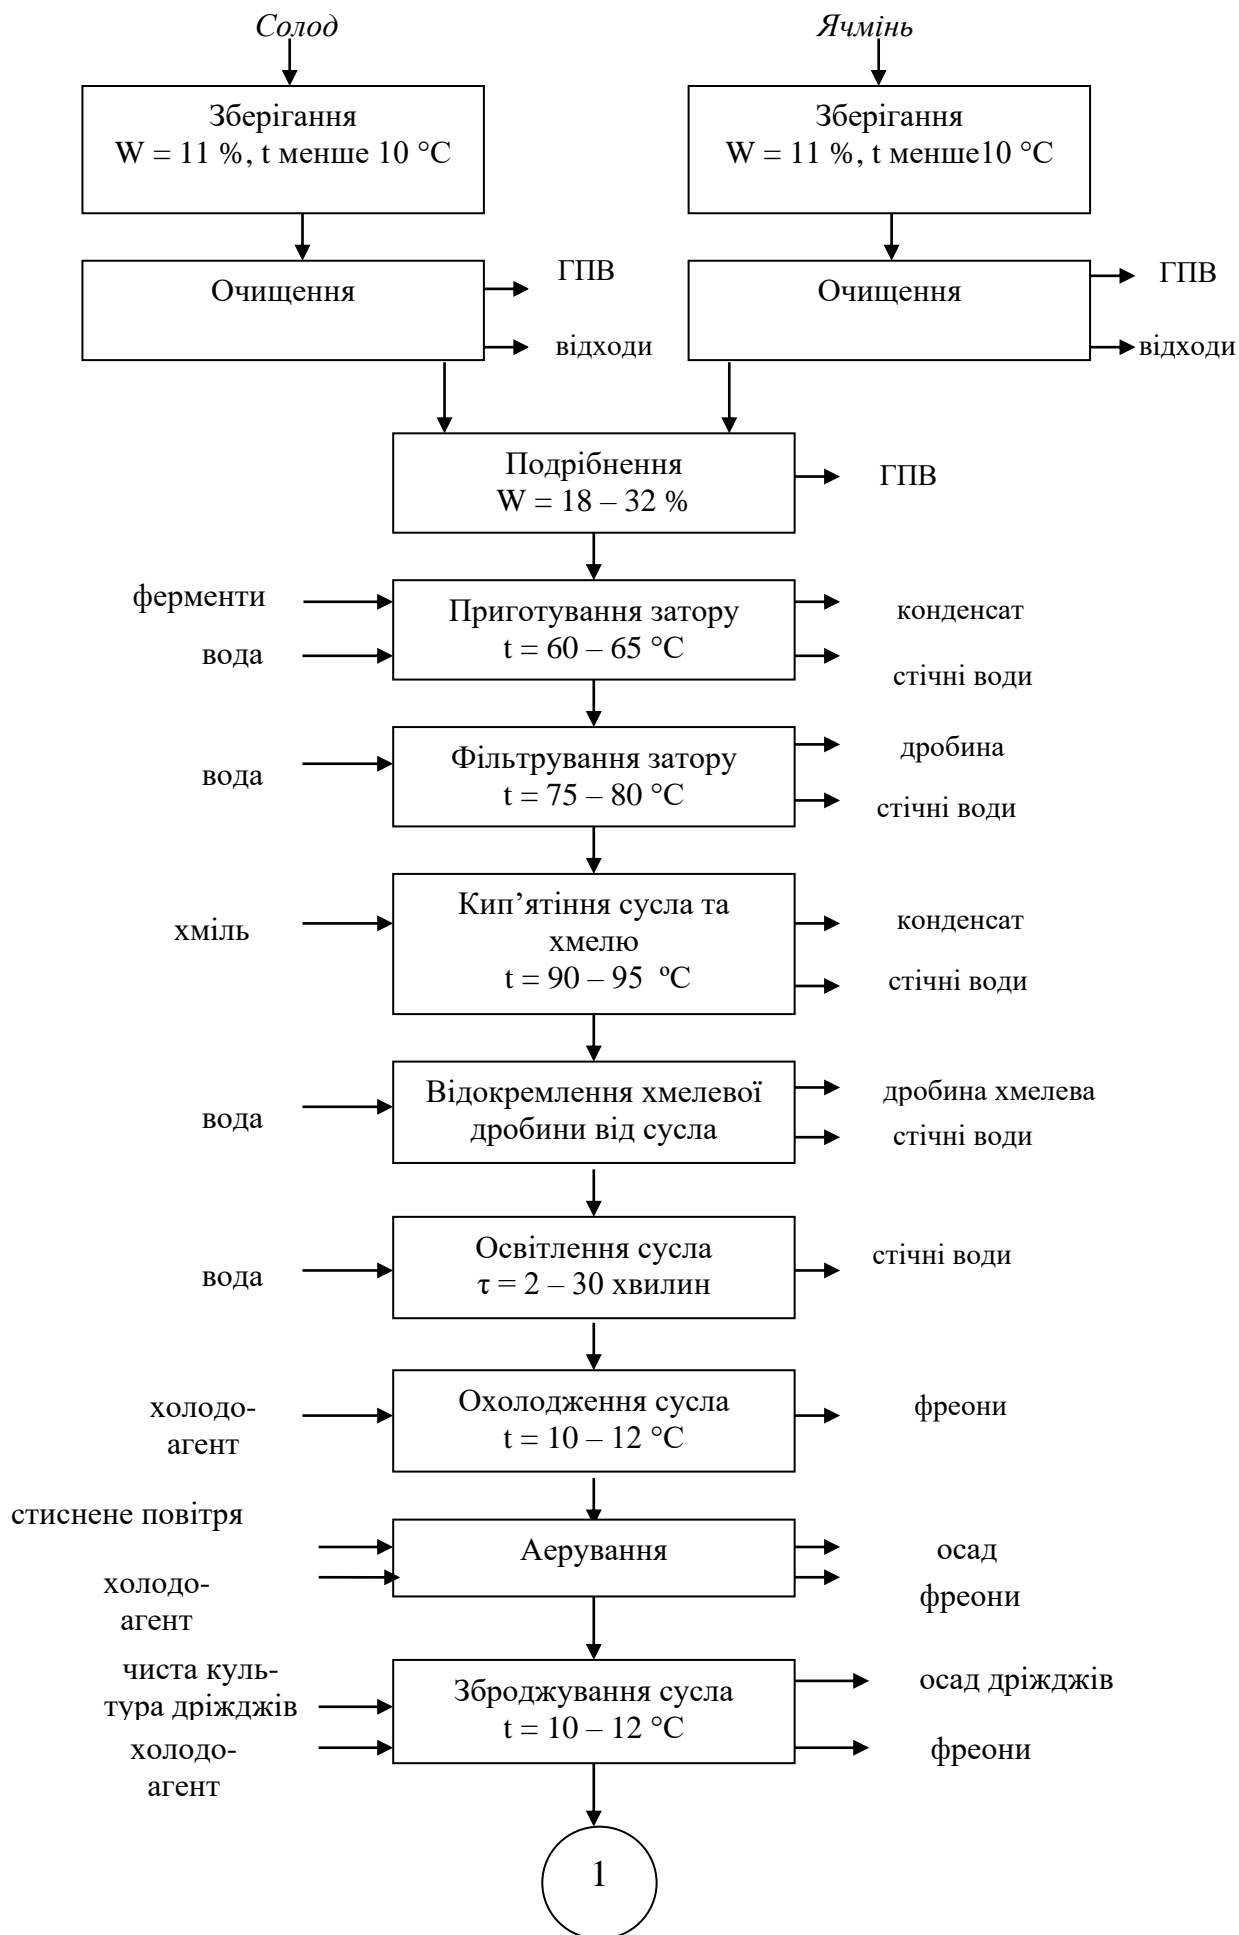 Солод
Ячмінь
Зберігання
W = 11 %, t менше 10 °С
Зберігання
W = 11 %, t менше10 °С
Очищення
ГПВ
відходи
Очищення
ГПВ
відходи
Подрібнення
W = 18 – 32 %
ГПВ
ферменти
вода
Приготування затору
t = 60 – 65 °С
конденсат
стічні води
вода
Фільтрування затору
t = 75 – 80 °С
дробина
стічні води
хміль
Кип’ятіння сусла та
хмелю
t = 90 – 95 ºС
конденсат
стічні води
вода
Відокремлення хмелевої
дробини від сусла
дробина хмелева
стічні води
вода
Освітлення сусла
τ = 2 – 30 хвилин
стічні води
холодо-
агент
Охолодження сусла
t = 10 – 12 °С
фреони
стиснене повітря
холодо-
агент
Аерування
осад
фреони
чиста куль-
тура дріжджів
холодо-
агент
Зброджування сусла
t = 10 – 12 °С
осад дріжджів
фреони
1